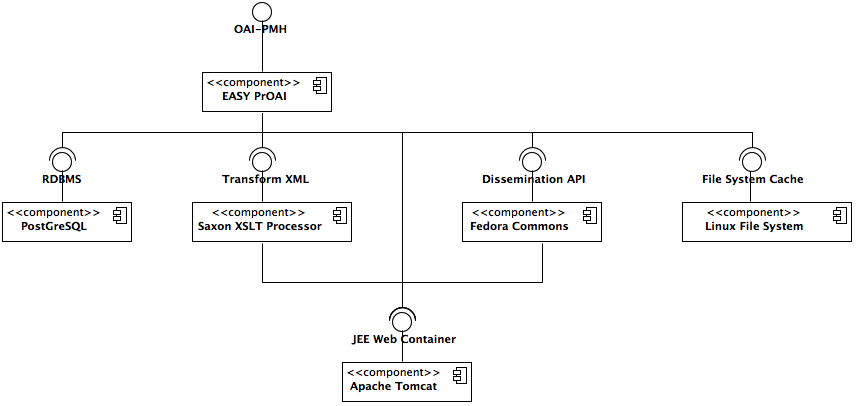 OAI-PMH
<<component>>
EASY PrOAI
RDBMS
Transform XML
Dissemination API
File System Cache
<<component>>
PostGreSQL
<<component>>
Saxon XSLT Processor
<<component>>
Fedora Commons
<<component>>
Linux File System
JEE Web Container
<<component>>
Apache Tomcat